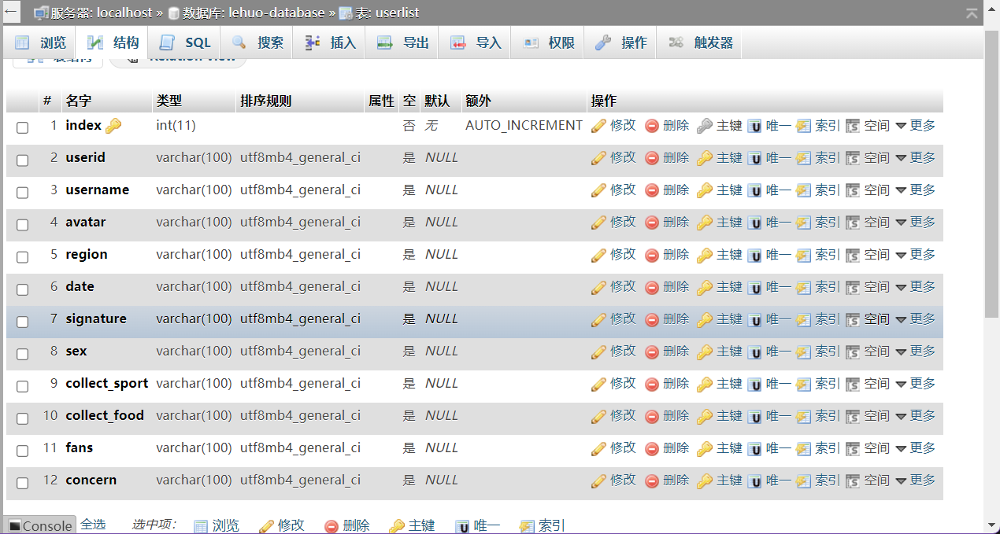 ← 服务器: localhost » 数据库: lehuo-database » 表: userlist
浏览 结构 SQL 搜索 插入 导出 导入 权限 操作 触发器
表结构 Relation view
# 名字 类型 排序规则 属性 空 默认 额外 操作
1 index int(11) 否 无 AUTO_INCREMENT 修改 删除 主键 唯一 索引 空间 更多
2 userid varchar(100) utf8mb4_general_ci 是 NULL 修改 删除 主键 唯一 索引 空间 更多
3 username varchar(100) utf8mb4_general_ci 是 NULL 修改 删除 主键 唯一 索引 空间 更多
4 avatar varchar(100) utf8mb4_general_ci 是 NULL 修改 删除 主键 唯一 索引 空间 更多
5 region varchar(100) utf8mb4_general_ci 是 NULL 修改 删除 主键 唯一 索引 空间 更多
6 date varchar(100) utf8mb4_general_ci 是 NULL 修改 删除 主键 唯一 索引 空间 更多
7 signature varchar(100) utf8mb4_general_ci 是 NULL 修改 删除 主键 唯一 索引 空间 更多
8 sex varchar(100) utf8mb4_general_ci 是 NULL 修改 删除 主键 唯一 索引 空间 更多
9 collect_sport varchar(100) utf8mb4_general_ci 是 NULL 修改 删除 主键 唯一 索引 空间 更多
10 collect_food varchar(100) utf8mb4_general_ci 是 NULL 修改 删除 主键 唯一 索引 空间 更多
11 fans varchar(100) utf8mb4_general_ci 是 NULL 修改 删除 主键 唯一 索引 空间 更多
12 concern varchar(100) utf8mb4_general_ci 是 NULL 修改 删除 主键 唯一 索引 空间 更多
Console 全选 选中项: 浏览 修改 删除 主键 唯一 索引